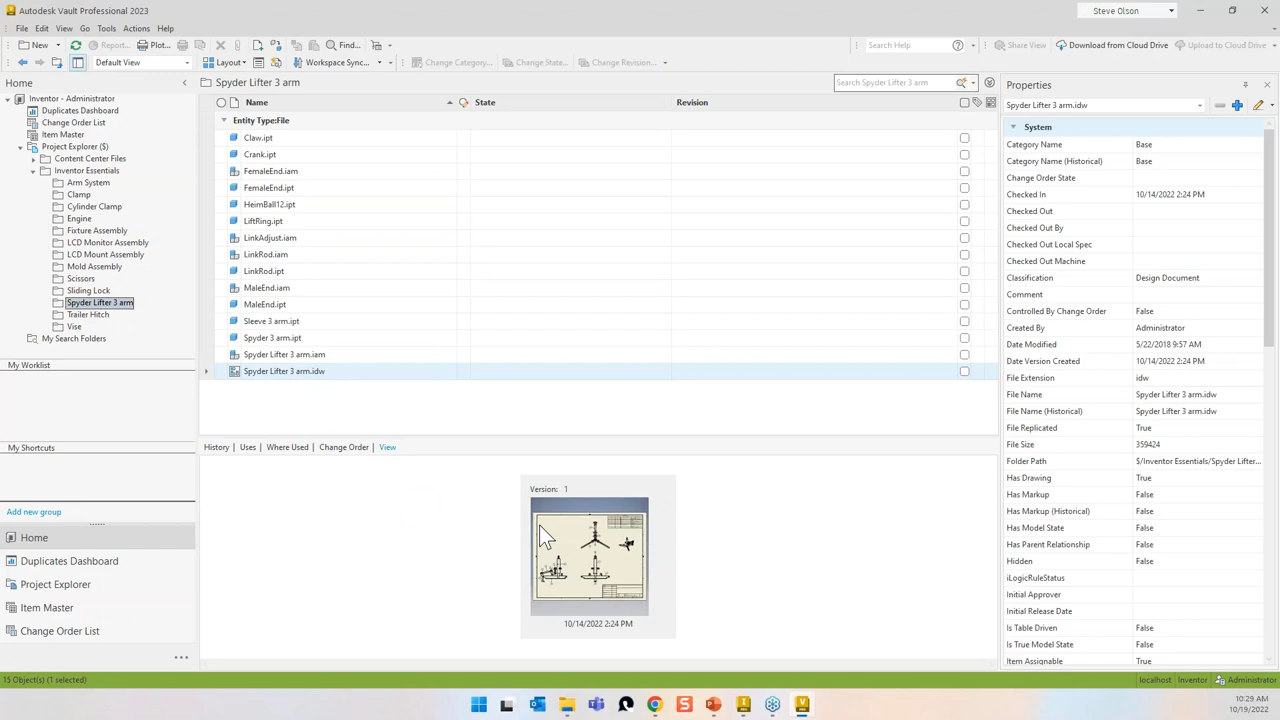 Autodesk Vault Professional 2023
Steve Olson
File Edit View Go Tools Actions Help
New Report... Plot... Find... Search Help Share View Download from Cloud Drive Upload to Cloud Drive
Default View Layout Workspace Sync... Change Category... Change State... Change Revision...
Home
Inventor - Administrator
Duplicates Dashboard
Change Order List
Item Master
Project Explorer ($)
Content Center Files
Inventor Essentials
Arm System
Clamp
Cylinder Clamp
Engine
Fixture Assembly
LCD Monitor Assembly
LCD Mount Assembly
Mold Assembly
Scissors
Sliding Lock
Spyder Lifter 3 arm
Trailer Hitch
Vise
My Search Folders
My Worklist
My Shortcuts
Add new group
Home
Duplicates Dashboard
Project Explorer
Item Master
Change Order List
Spyder Lifter 3 arm
Search Spyder Lifter 3 arm
Name State Revision
Entity Type:File
Claw.ipt
Crank.ipt
FemaleEnd.iam
FemaleEnd.ipt
HeimBall12.ipt
LiftRing.ipt
LinkAdjust.iam
LinkRod.iam
LinkRod.ipt
MaleEnd.iam
MaleEnd.ipt
Sleeve 3 arm.ipt
Spyder 3 arm.ipt
Spyder Lifter 3 arm.iam
Spyder Lifter 3 arm.idw
History Uses Where Used Change Order View
Version: 1
10/14/2022 2:24 PM
Properties
Spyder Lifter 3 arm.idw
System
Category Name Base
Category Name (Historical) Base
Change Order State
Checked In 10/14/2022 2:24 PM
Checked Out
Checked Out By
Checked Out Local Spec
Checked Out Machine
Classification Design Document
Comment
Controlled By Change Order False
Created By Administrator
Date Modified 5/22/2018 9:57 AM
Date Version Created 10/14/2022 2:24 PM
File Extension idw
File Name Spyder Lifter 3 arm.idw
File Name (Historical) Spyder Lifter 3 arm.idw
File Replicated True
File Size 359424
Folder Path $/Inventor Essentials/Spyder Lifter...
Has Drawing True
Has Markup False
Has Markup (Historical) False
Has Model State False
Has Parent Relationship False
Hidden False
iLogicRuleStatus
Initial Approver
Initial Release Date
Is Table Driven False
Is True Model State False
Item Assignable True
15 Object(s) (1 selected)
localhost Inventor Administrator
10:29 AM
10/19/2022